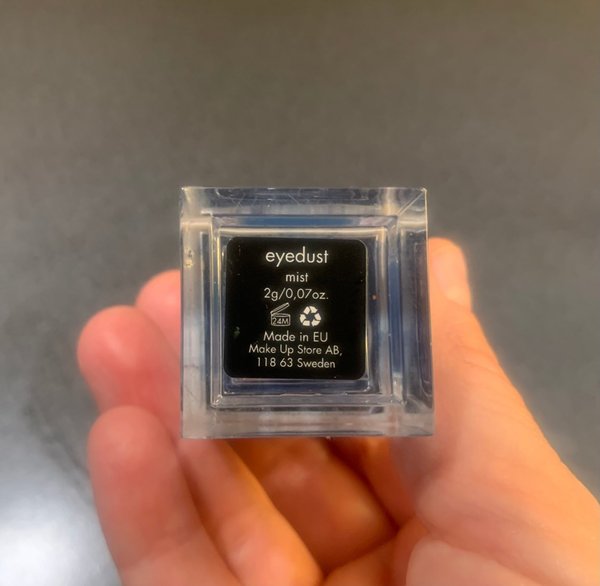 eyedust
mist
2g/0,07oz.
24M
Made in EU
Make Up Store AB,
118 63 Sweden